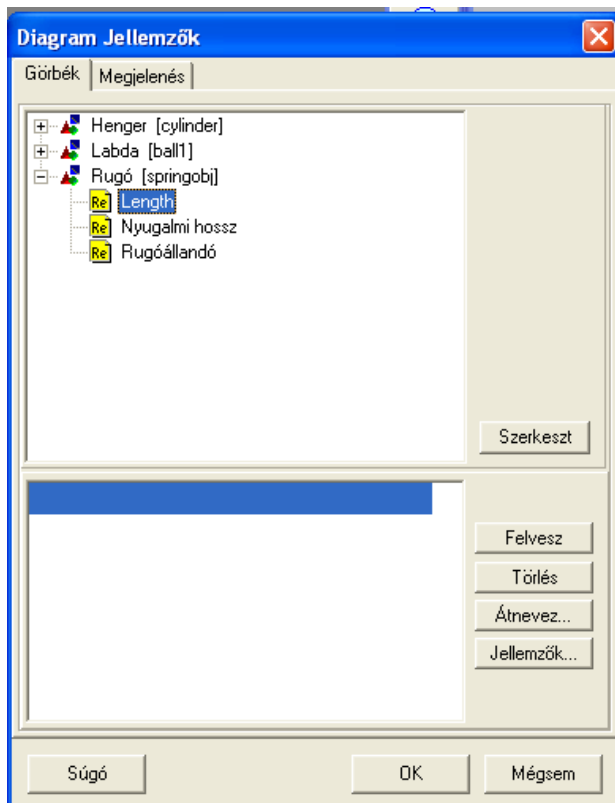 Diagram Jellemzők
Görbék Megjelenés
Henger [cylinder]
Labda [ball1]
Rugó [springobj]
Re Length
Re Nyugalmi hossz
Re Rugóállandó
Szerkeszt
Felvesz
Törlés
Átnevez...
Jellemzők...
Súgó OK Mégsem